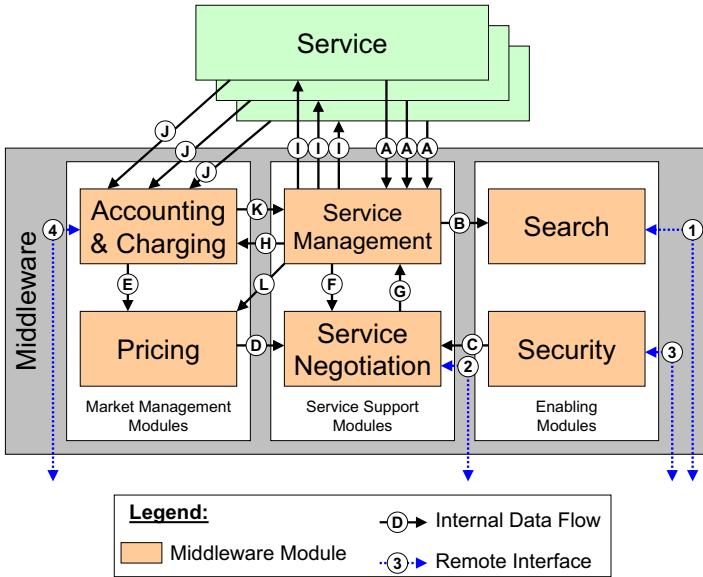 Service
J
J
J
I
I
I
A
A
A
Middleware
Accounting
& Charging
K
Service
Management
B
Search
4
H
1
E
L
F
G
Pricing
D
Service
Negotiation
C
Security
3
2
Market Management
Modules
Service Support
Modules
Enabling
Modules
Legend:
D
Internal Data Flow
Middleware Module
3
Remote Interface